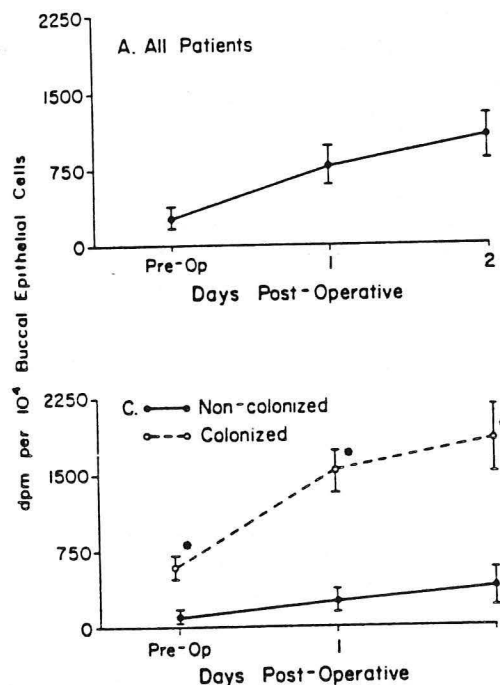 dpm per 10⁴ Buccal Epithelial Cells
A. All Patients
2250
1500
750
0
Pre-Op
1
2
Days Post-Operative
C. Non-colonized
Colonized
2250
1500
750
0
Pre-Op
1
Days Post-Operative